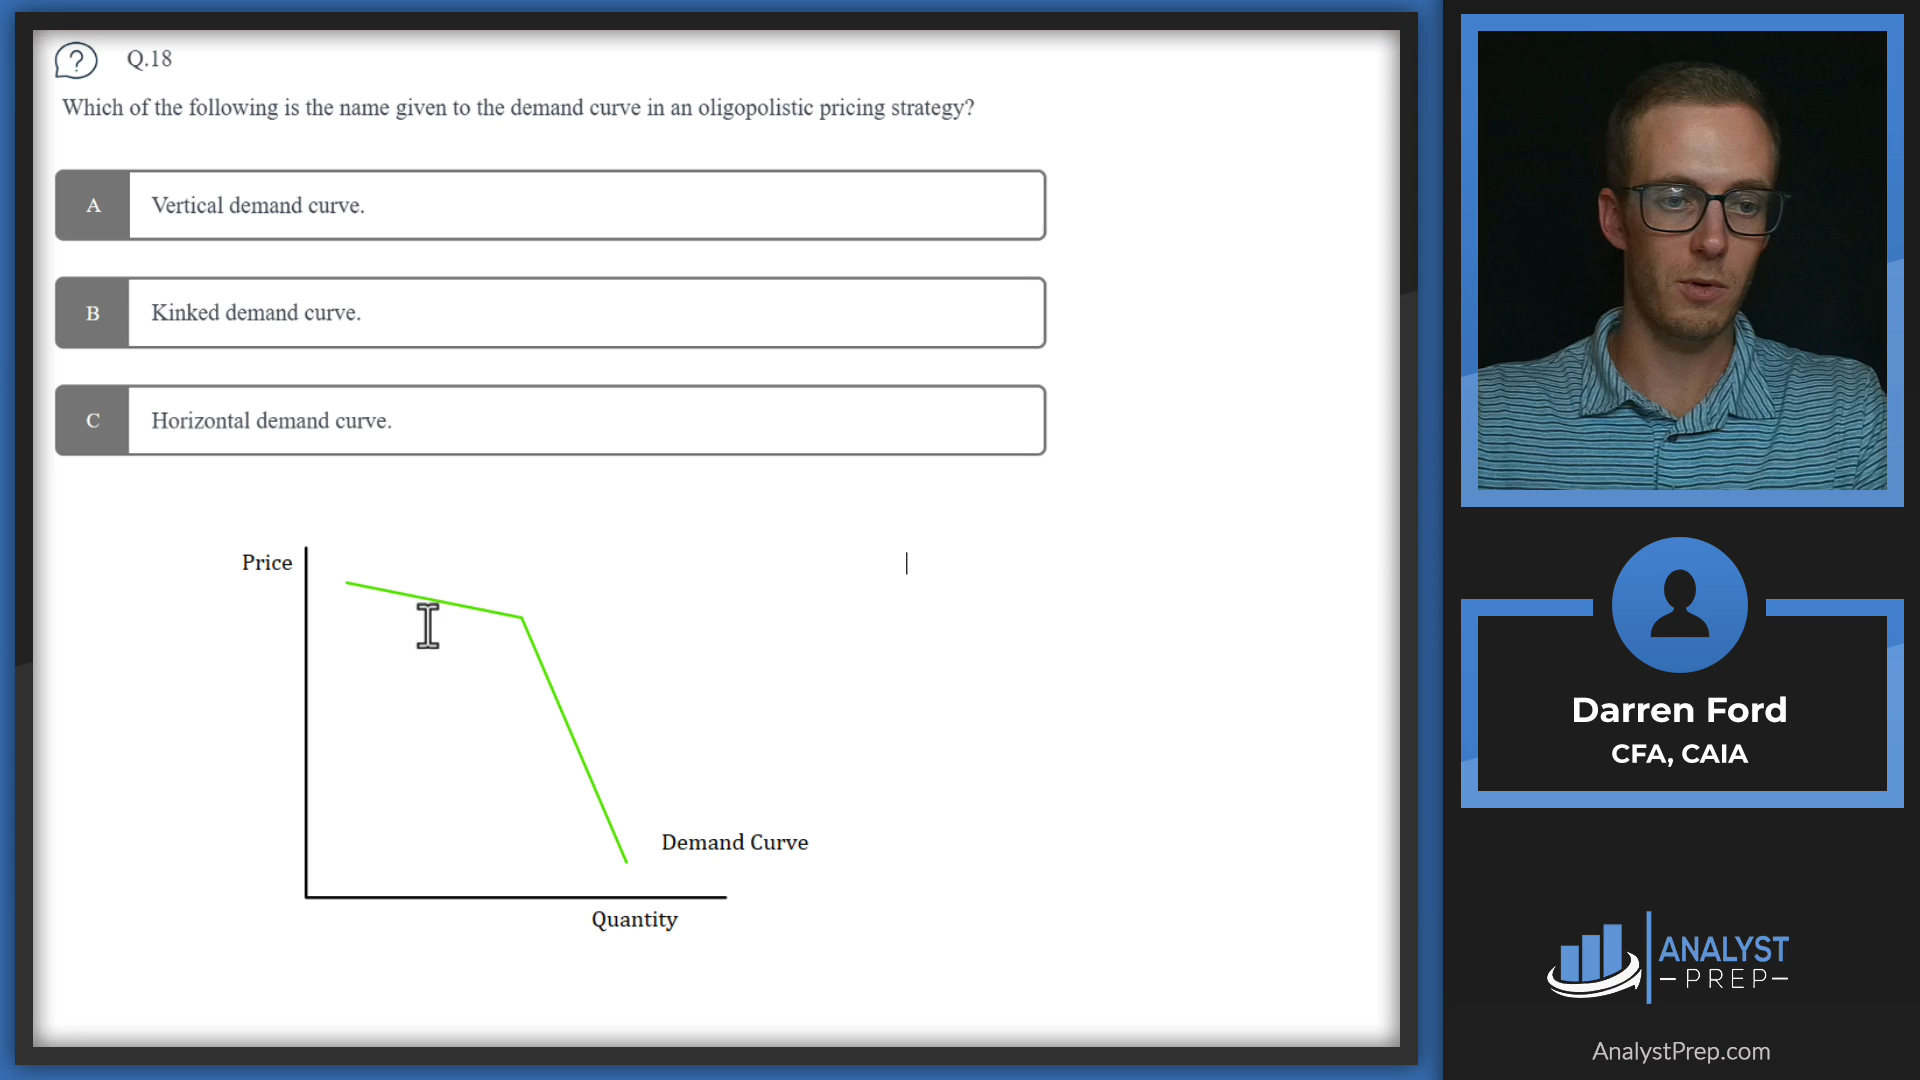 ?
Q.18
Which of the following is the name given to the demand curve in an oligopolistic pricing strategy?
A
Vertical demand curve.
B
Kinked demand curve.
C
Horizontal demand curve.
Price
Demand Curve
Quantity
Darren Ford
CFA, CAIA
ANALYST
PREP
AnalystPrep.com